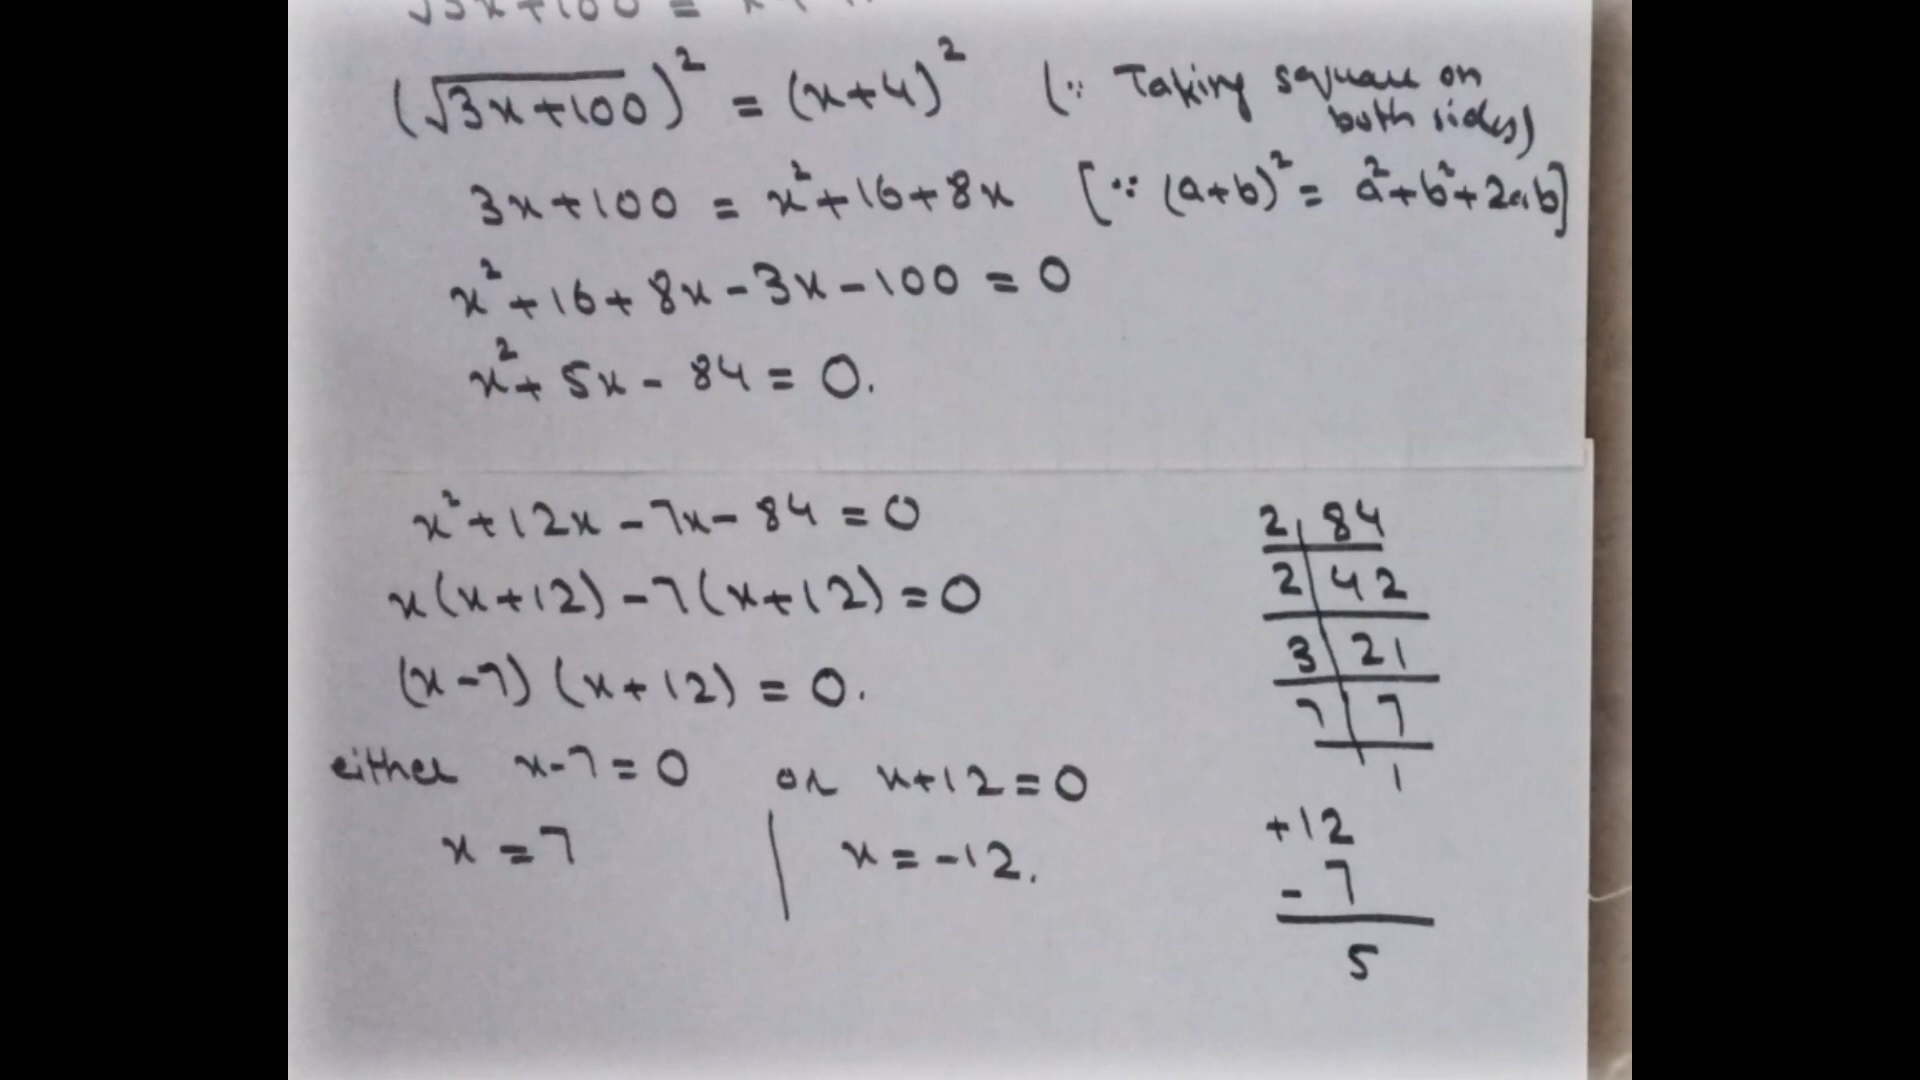 √3x+100 = x+4
(√3x+100)² = (x+4)² (∵ Taking square on both sides)
3x+100 = x²+16+8x [∵ (a+b)² = a²+b²+2ab]
x²+16+8x-3x-100 = 0
x²+5x-84 = 0.
x²+12x-7x-84 = 0
x(x+12)-7(x+12) = 0
(x-7)(x+12) = 0.
either x-7=0 or x+12=0
x=7 | x=-12.
2 | 84
2 | 42
3 | 21
7 | 7
1
+12
-7
5